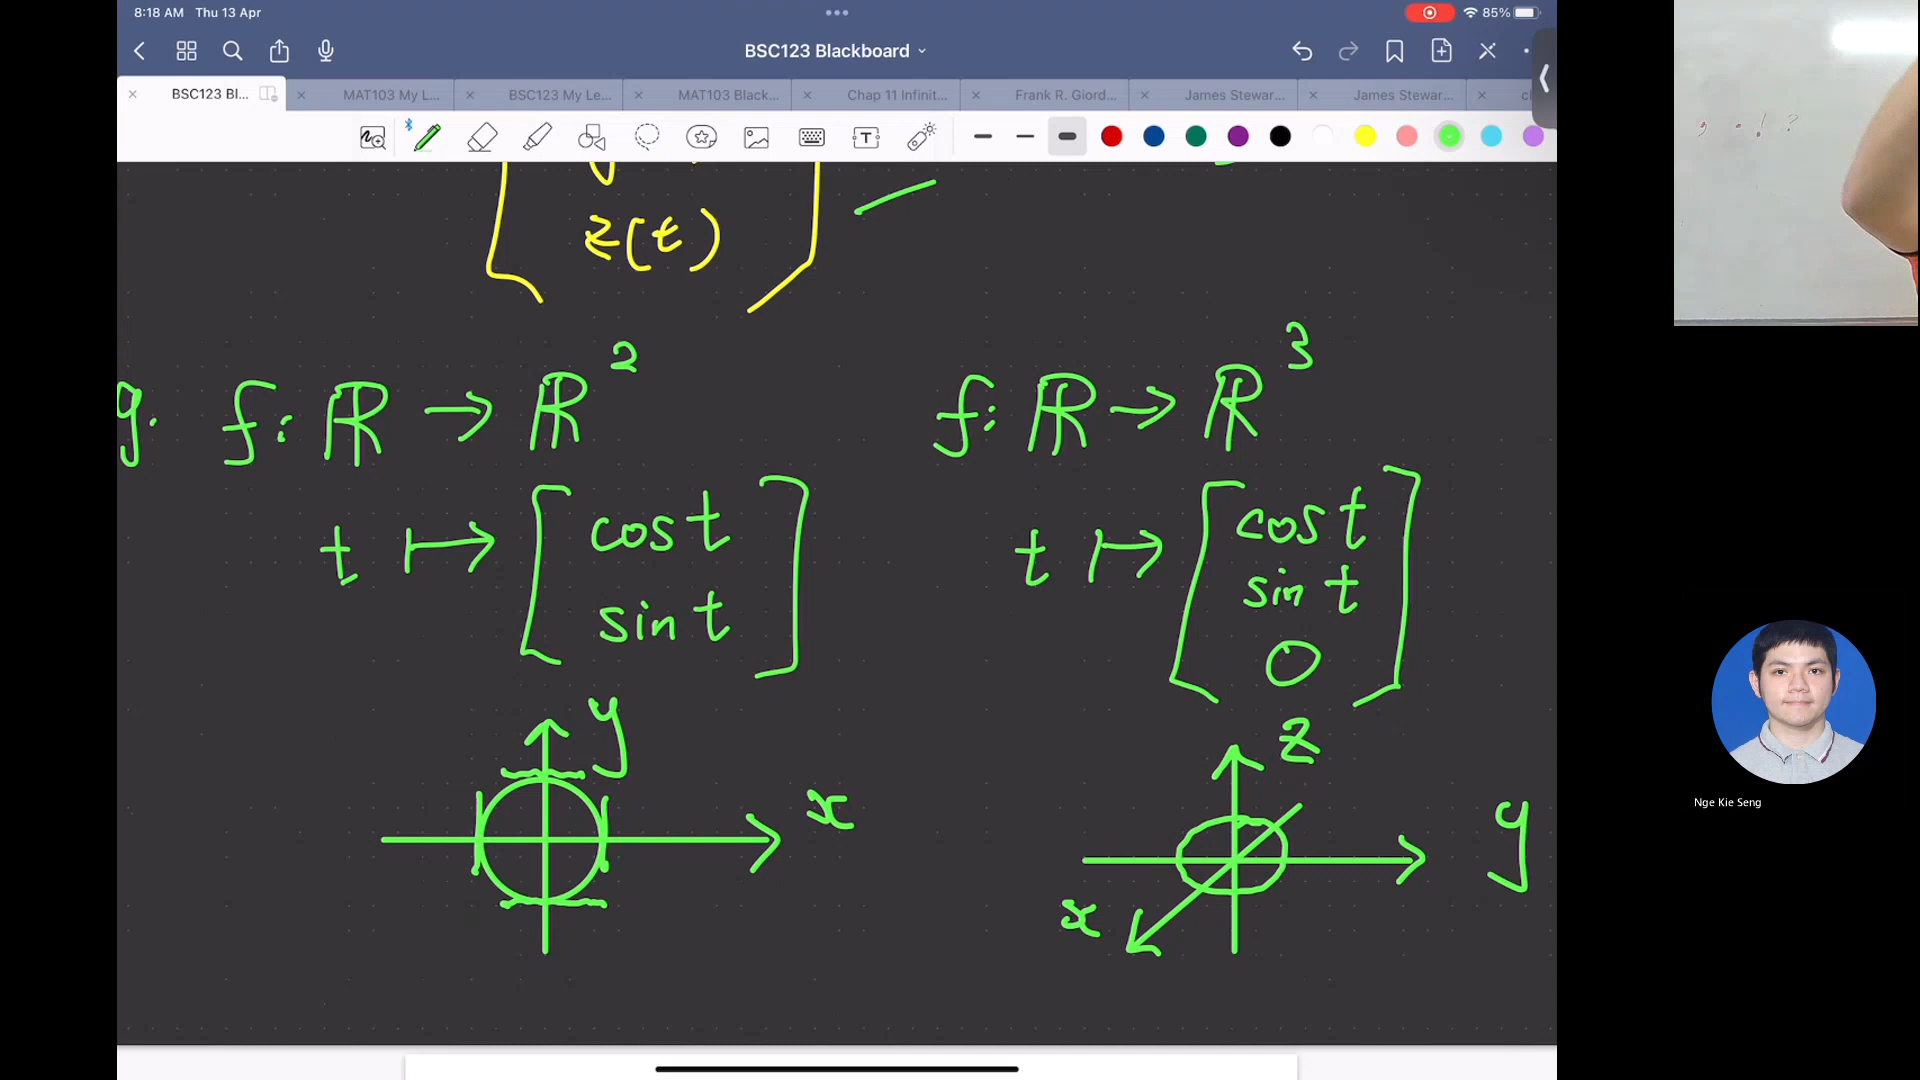 8:18 AM Thu 13 Apr
85%
BSC123 Blackboard
BSC123 Bl...
MAT103 My L...
BSC123 My Le...
MAT103 Black...
Chap 11 Infinit...
Frank R. Giord...
James Stewar...
James Stewar...
z(t)
g. f: ℝ → ℝ²
t ↦ [cos t
sin t]
y
x
f: ℝ → ℝ³
t ↦ [cos t
sin t
0]
z
y
x
Nge Kie Seng